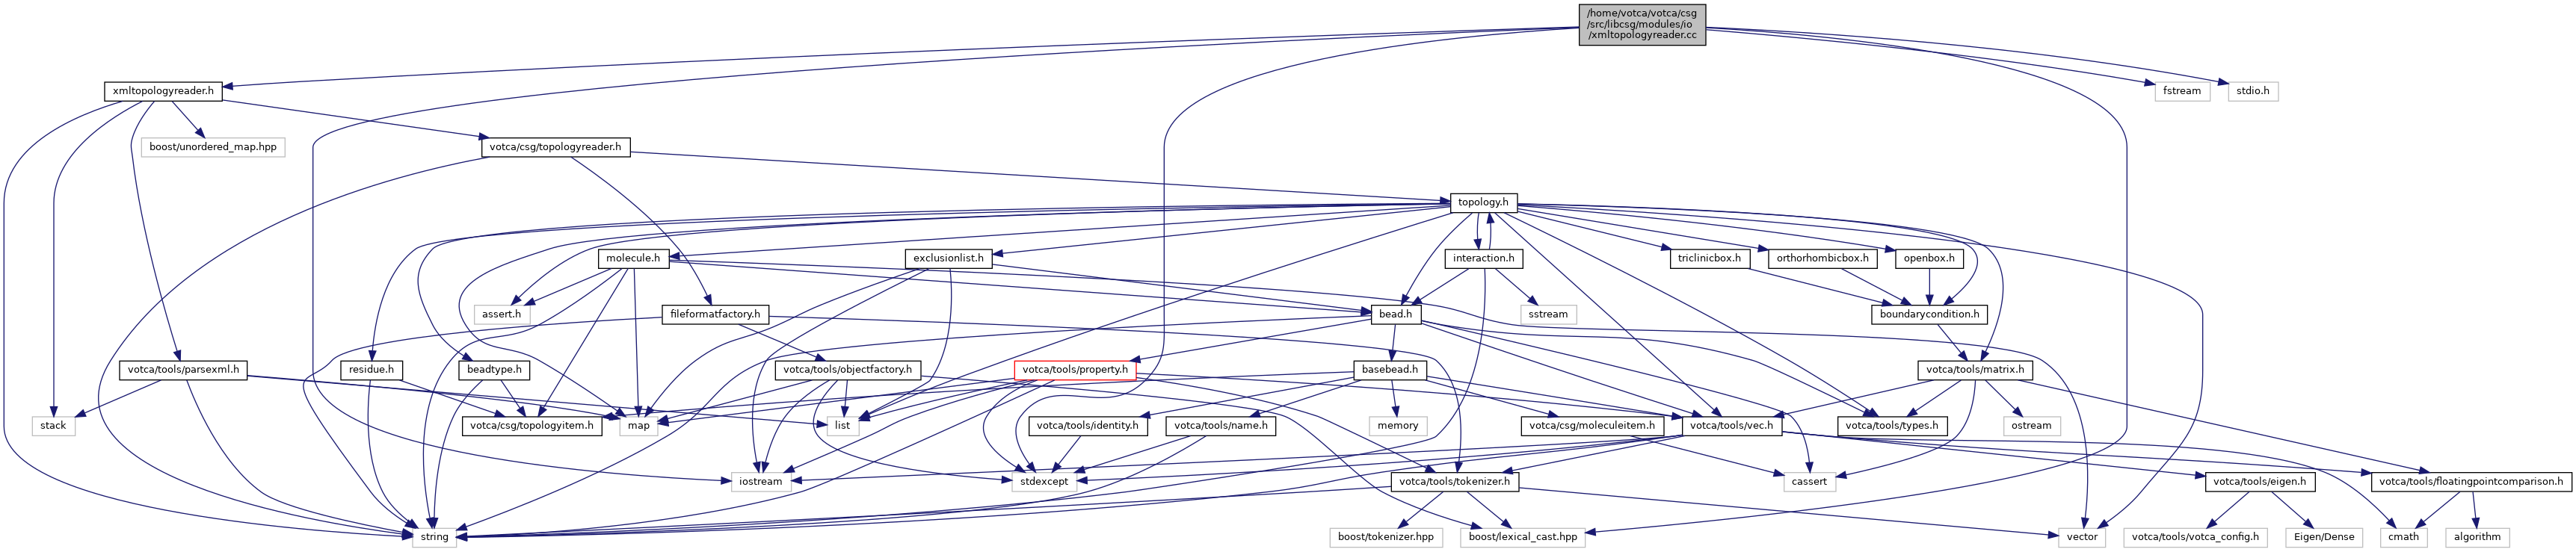 /home/votca/votca/csg
/src/libcsg/modules/io
/xmltopologyreader.cc
xmltopologyreader.h
fstream
stdio.h
boost/unordered_map.hpp
votca/csg/topologyreader.h
topology.h
molecule.h
exclusionlist.h
interaction.h
triclinicbox.h
orthorhombicbox.h
openbox.h
assert.h
fileformatfactory.h
bead.h
sstream
boundarycondition.h
votca/tools/parsexml.h
residue.h
beadtype.h
votca/tools/objectfactory.h
votca/tools/property.h
basebead.h
votca/tools/matrix.h
stack
votca/csg/topologyitem.h
map
list
votca/tools/identity.h
votca/tools/name.h
memory
votca/csg/moleculeitem.h
votca/tools/vec.h
votca/tools/types.h
ostream
iostream
stdexcept
votca/tools/tokenizer.h
cassert
votca/tools/eigen.h
votca/tools/floatingpointcomparison.h
string
boost/tokenizer.hpp
boost/lexical_cast.hpp
vector
votca/tools/votca_config.h
Eigen/Dense
cmath
algorithm